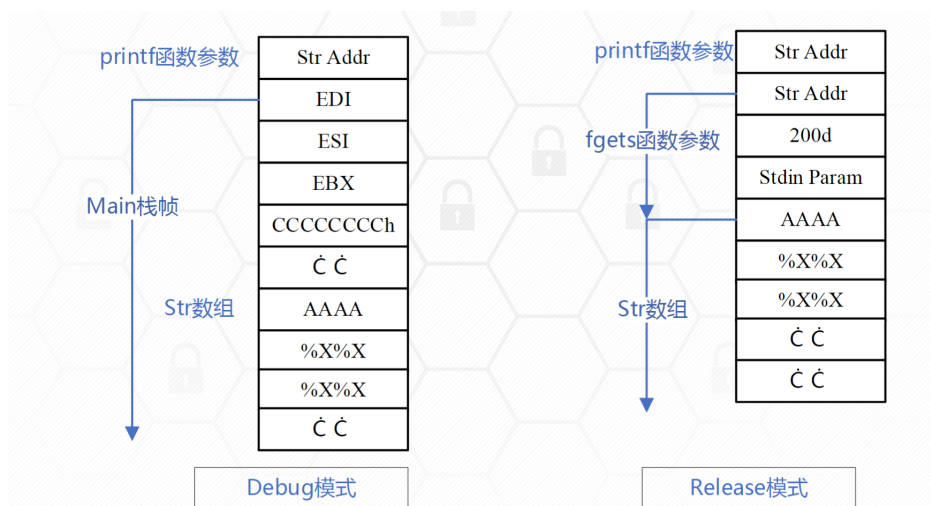 printf函数参数
Str Addr
EDI
ESI
EBX
Main栈帧
CCCCCCCCh
Ċ Ċ
Str数组
AAAA
%X%X
%X%X
Ċ Ċ
Debug模式
printf函数参数
Str Addr
Str Addr
fgets函数参数
200d
Stdin Param
AAAA
%X%X
Str数组
%X%X
Ċ Ċ
Ċ Ċ
Release模式